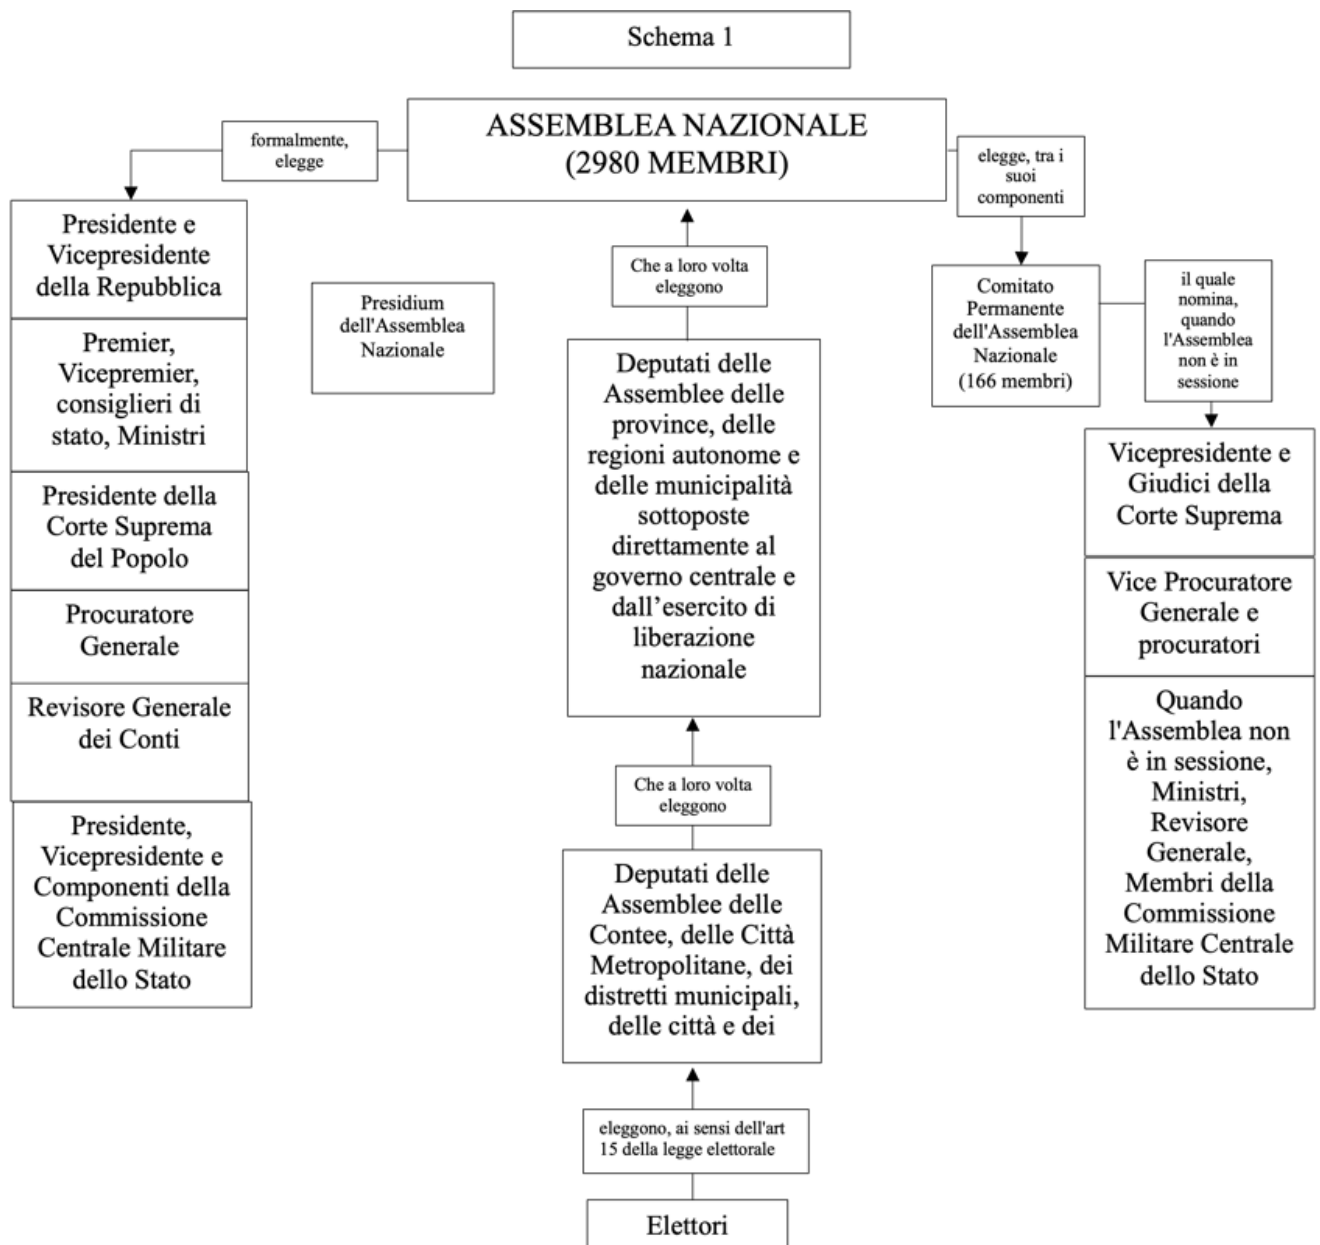 Schema 1
ASSEMBLEA NAZIONALE
(2980 MEMBRI)
formalmente,
elegge
elegge, tra i
suoi
componenti
Presidente e
Vicepresidente
della Repubblica
Premier,
Vicepremier,
consiglieri di
stato, Ministri
Presidente della
Corte Suprema
del Popolo
Procuratore
Generale
Revisore Generale
dei Conti
Presidente,
Vicepresidente e
Componenti della
Commissione
Centrale Militare
dello Stato
Presidium
dell'Assemblea
Nazionale
Che a loro volta
eleggono
Deputati delle
Assemblee delle
province, delle
regioni autonome e
delle municipalità
sottoposte
direttamente al
governo centrale e
dall’esercito di
liberazione
nazionale
Che a loro volta
eleggono
Deputati delle
Assemblee delle
Contee, delle Città
Metropolitane, dei
distretti municipali,
delle città e dei
eleggono, ai sensi dell'art
15 della legge elettorale
Elettori
Comitato
Permanente
dell'Assemblea
Nazionale
(166 membri)
il quale
nomina,
quando
l'Assemblea
non è in
sessione
Vicepresidente e
Giudici della
Corte Suprema
Vice Procuratore
Generale e
procuratori
Quando
l'Assemblea non
è in sessione,
Ministri,
Revisore
Generale,
Membri della
Commissione
Militare Centrale
dello Stato